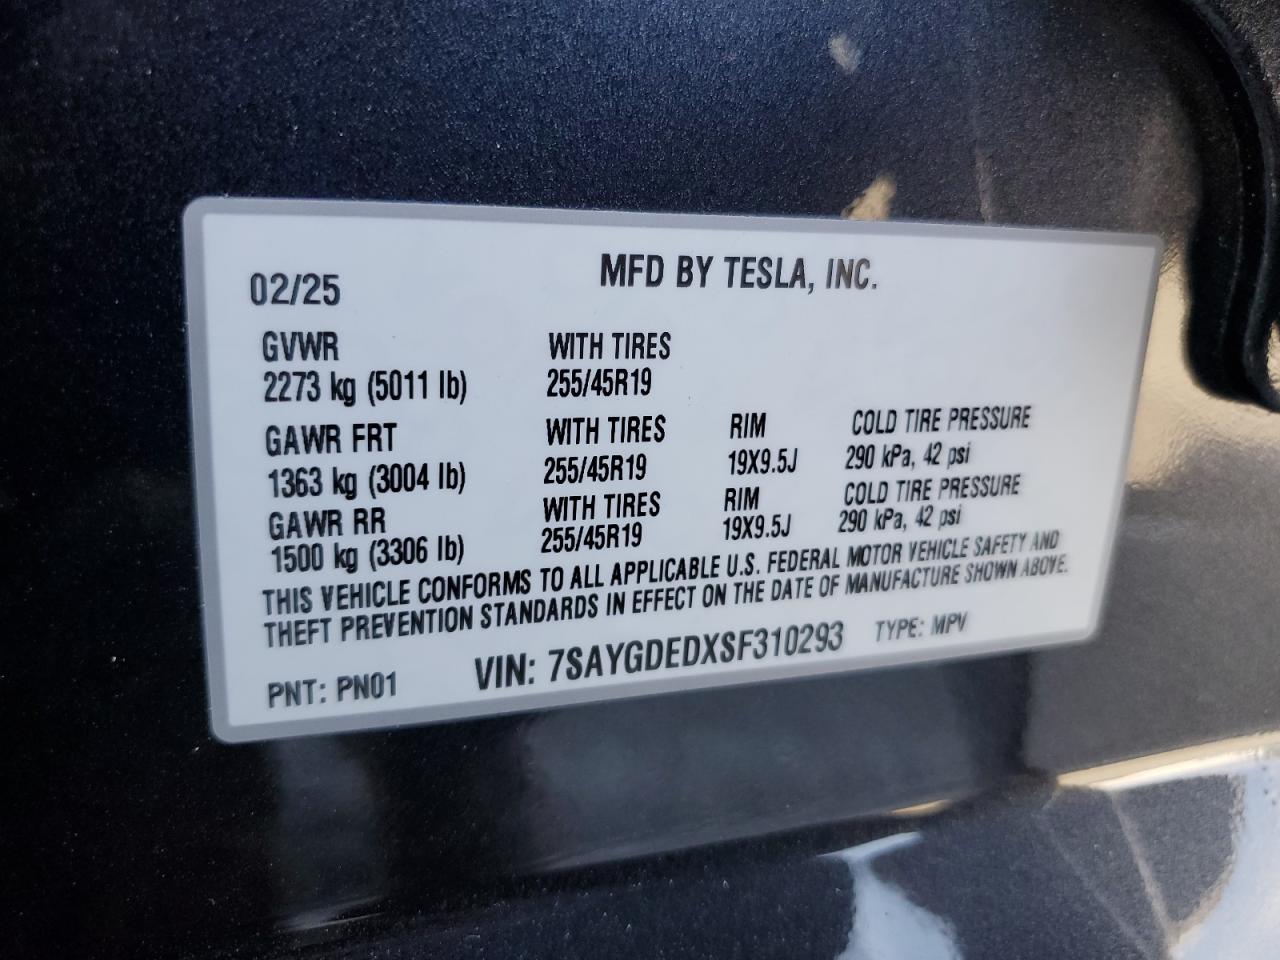 02/25 MFD BY TESLA, INC.
GVWR WITH TIRES
2273 kg (5011 lb) 255/45R19
GAWR FRT WITH TIRES RIM COLD TIRE PRESSURE
1363 kg (3004 lb) 255/45R19 19X9.5J 290 kPa, 42 psi
GAWR RR WITH TIRES RIM COLD TIRE PRESSURE
1500 kg (3306 lb) 255/45R19 19X9.5J 290 kPa, 42 psi
THIS VEHICLE CONFORMS TO ALL APPLICABLE U.S. FEDERAL MOTOR VEHICLE SAFETY AND
THEFT PREVENTION STANDARDS IN EFFECT ON THE DATE OF MANUFACTURE SHOWN ABOVE.
PNT: PN01 VIN: 7SAYGDEDXSF310293 TYPE: MPV